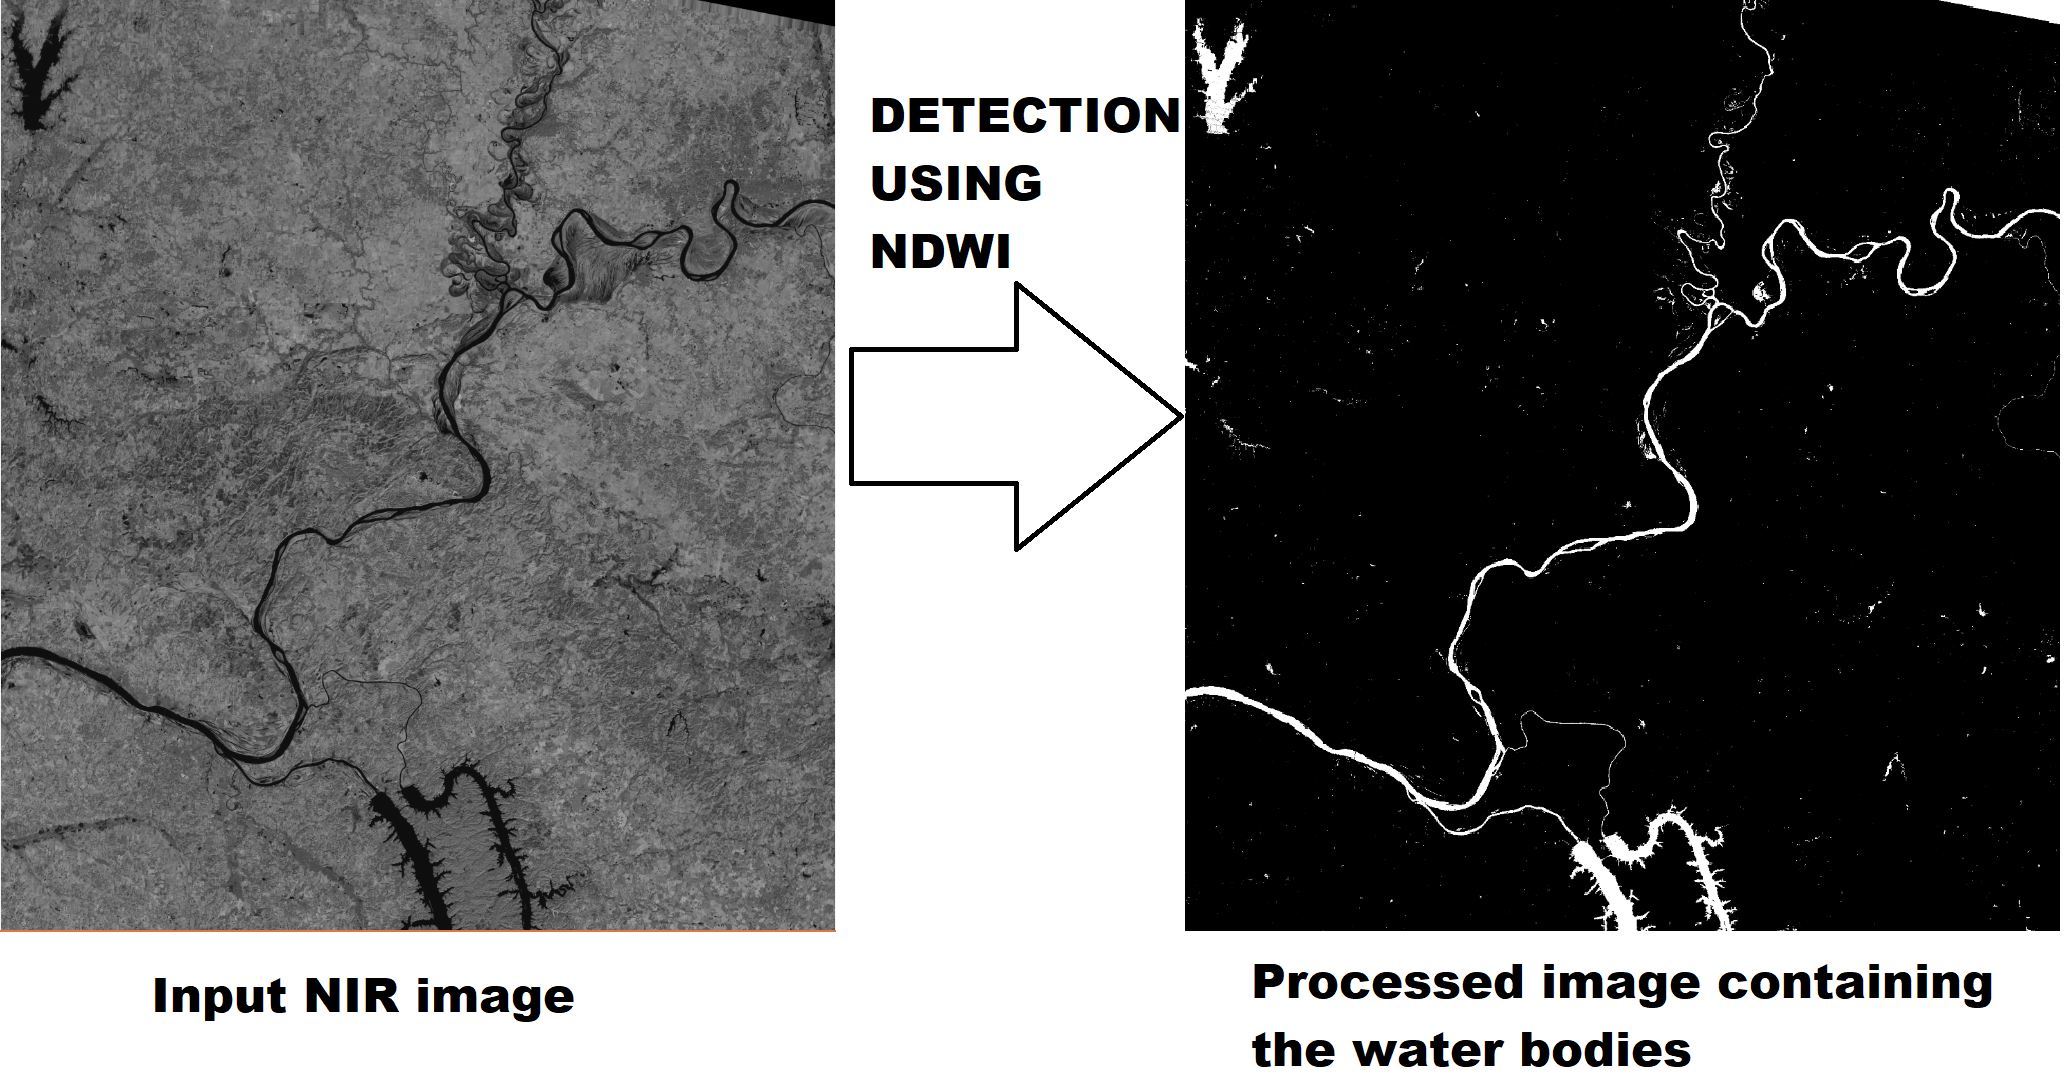 DETECTION
USING
NDWI
Input NIR image
Processed image containing
the water bodies